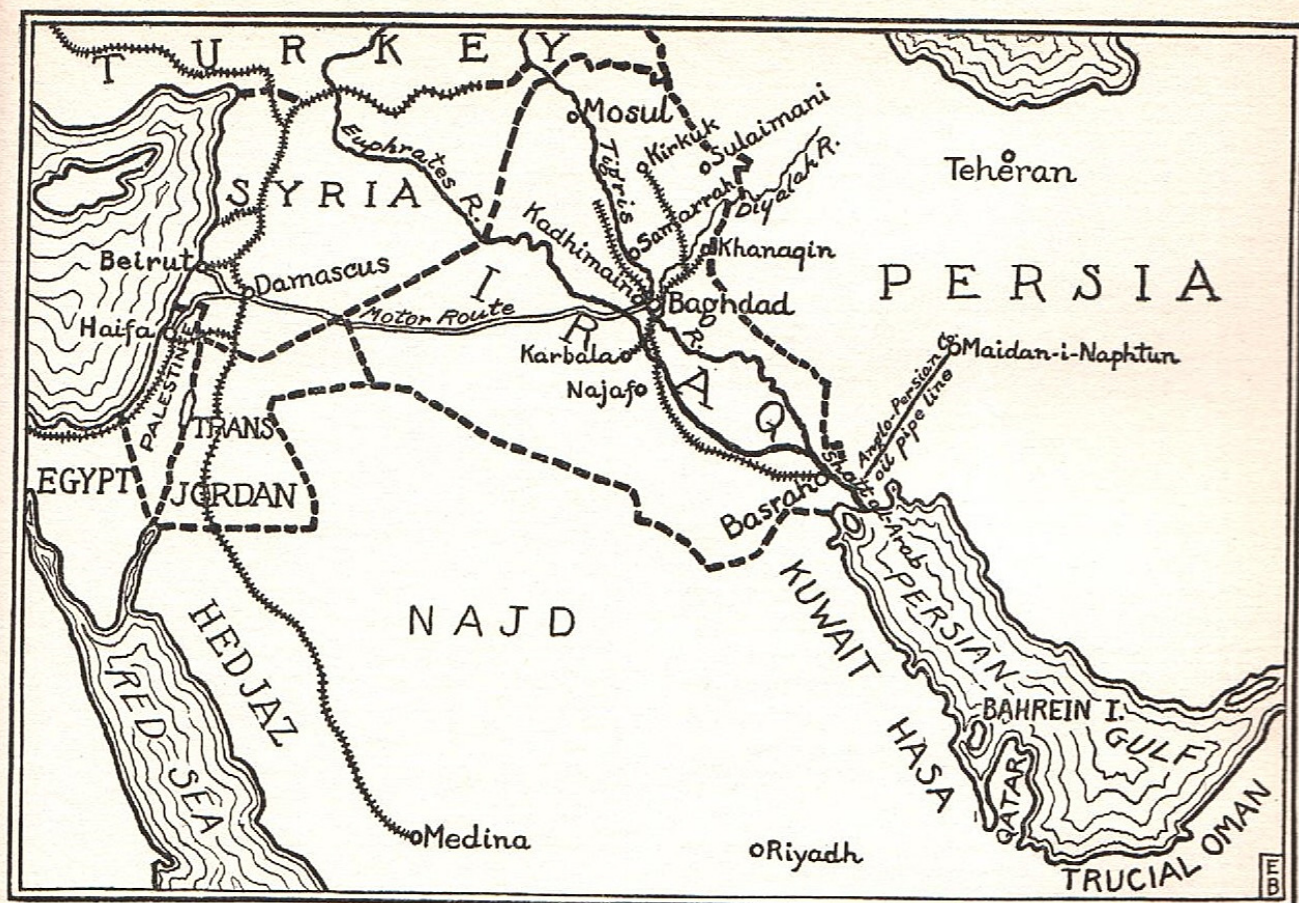 TURKEY
Mosul
Kirkuk
Sulaimani
Tigris R.
Euphrates R.
Diyalah R.
Samarrah
Teheran
SYRIA
Kadhimain
Khanaqin
Beirut
Damascus
PERSIA
Baghdad
Motor Route
IRAQ
Haifa
Karbala
Maidan-i-Naphtun
Najaf
PALESTINE
TRANS
JORDAN
Anglo-Persian
oil pipe line
EGYPT
Basrah
Shatt al-Arab
KUWAIT
PERSIAN
GULF
HEDJAZ
NAJD
RED SEA
BAHREIN I.
HASA
QATAR
Medina
Riyadh
TRUCIAL OMAN
EB